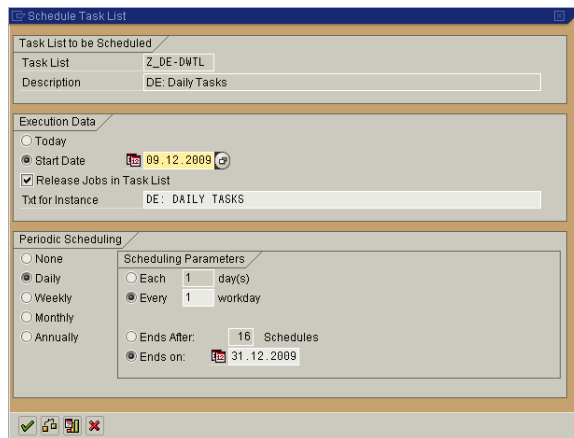 Schedule Task List
Task List to be Scheduled
Task List Z_DE-DWTL
Description DE: Daily Tasks
Execution Data
Today
Start Date 09.12.2009
Release Jobs in Task List
Txt for Instance DE: DAILY TASKS
Periodic Scheduling
None
Daily
Weekly
Monthly
Annually
Scheduling Parameters
Each 1 day(s)
Every 1 workday
Ends After: 16 Schedules
Ends on: 31.12.2009